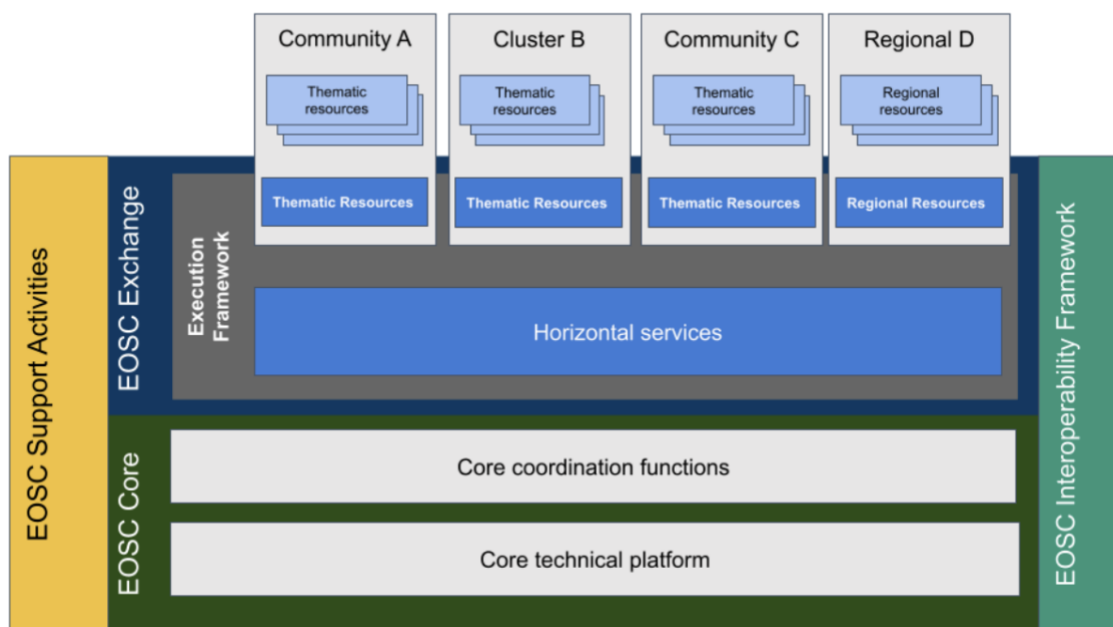 Community A
Cluster B
Community C
Regional D
Thematic
resources
Thematic
resources
Thematic
resources
Regional
resources
Thematic Resources
Thematic Resources
Thematic Resources
Regional Resources
EOSC Support Activities
EOSC Exchange
Execution
Framework
Horizontal services
EOSC Core
Core coordination functions
Core technical platform
EOSC Interoperability Framework